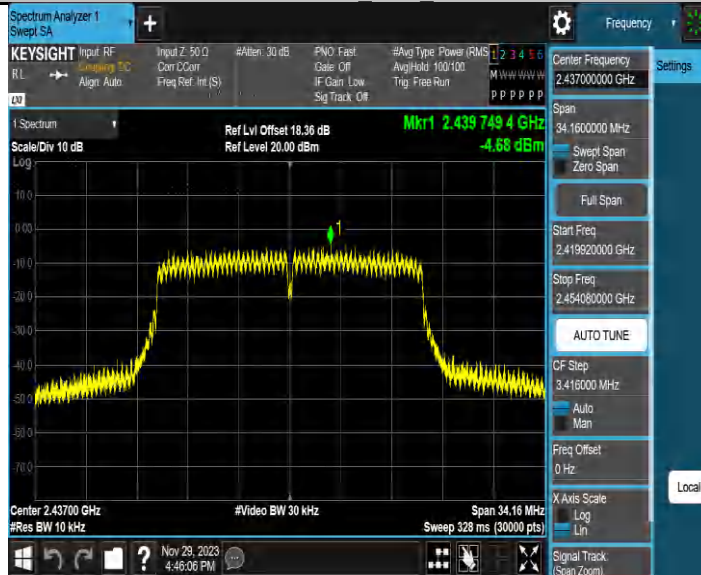 Spectrum Analyzer 1
Swept SA
+
Frequency
KEYSIGHT Input: RF
Coupling: DC
Align: Auto
Input Z: 50 Ω
Corr CCorr
Freq Ref: Int (S)
#Atten: 30 dB
PNO: Fast
Gate: Off
IF Gain: Low
Sig Track: Off
#Avg Type: Power (RMS
Avg|Hold: 100/100
Trig: Free Run
1 2 3 4 5 6
M W W W W W
P P P P P P
RL
LXI
1 Spectrum
Scale/Div 10 dB
Log
Ref Lvl Offset 18.36 dB
Ref Level 20.00 dBm
Mkr1 2.439 749 4 GHz
-4.68 dBm
10.0
0.00
-10.0
-20.0
-30.0
-40.0
-50.0
-60.0
-70.0
1
Center 2.43700 GHz
#Res BW 10 kHz
#Video BW 30 kHz
Span 34.16 MHz
Sweep 328 ms (30000 pts)
?
Nov 29, 2023
4:46:06 PM
Center Frequency
2.437000000 GHz
Settings
Span
34.1600000 MHz
Swept Span
Zero Span
Full Span
Start Freq
2.419920000 GHz
Stop Freq
2.454080000 GHz
AUTO TUNE
CF Step
3.416000 MHz
Auto
Man
Freq Offset
0 Hz
X Axis Scale
Log
Lin
Local
Signal Track
(Span Zoom)